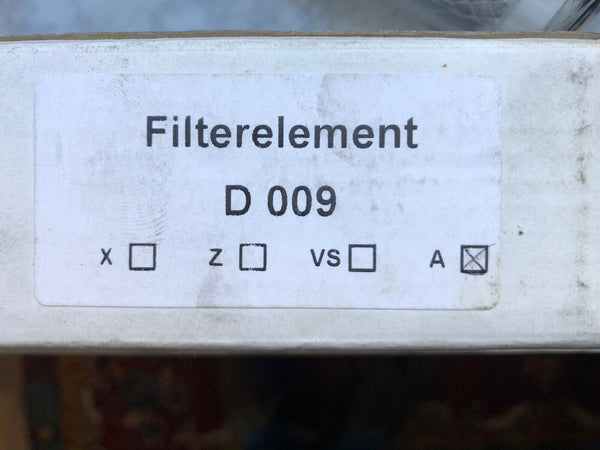 Filterelement
D 009
X ☐ Z ☐ VS ☐ A ☒